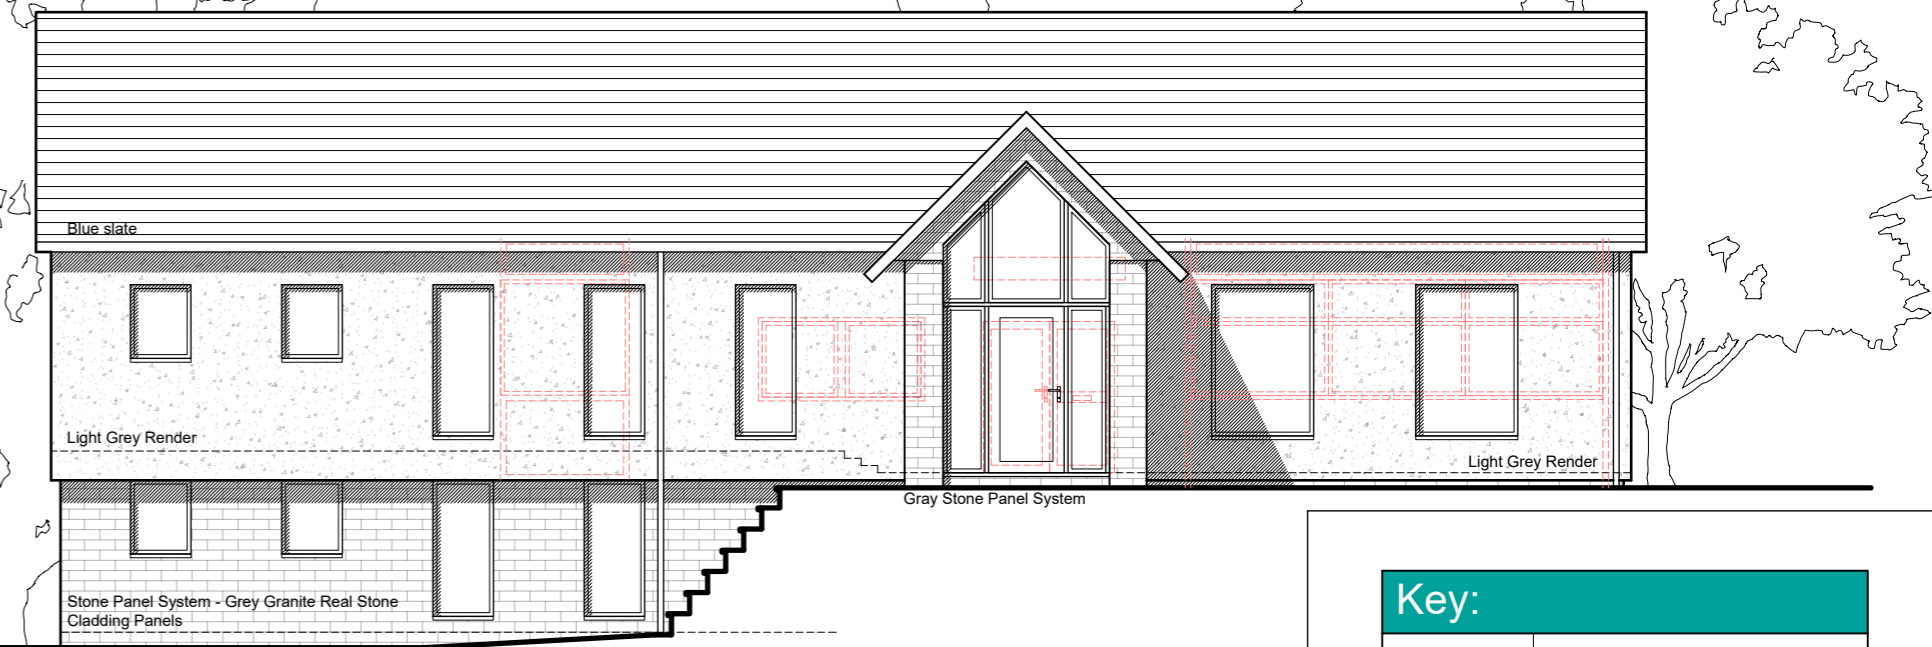 Blue slate
Light Grey Render
Light Grey Render
Gray Stone Panel System
Stone Panel System - Grey Granite Real Stone
Cladding Panels
Key: